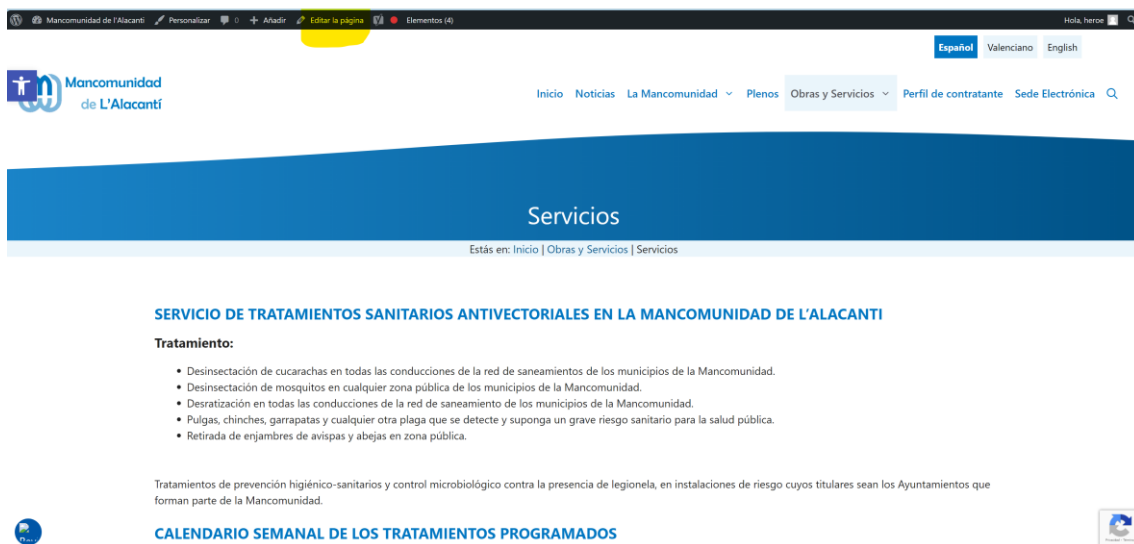 Mancomunidad de l'Alacanti Personalizar 0 Añadir Editar la página Elementos (4) Hola, heroe
Español Valenciano English
Mancomunidad
de L'Alacantí
Inicio Noticias La Mancomunidad Plenos Obras y Servicios Perfil de contratante Sede Electrónica
Servicios
Estás en: Inicio | Obras y Servicios | Servicios
SERVICIO DE TRATAMIENTOS SANITARIOS ANTIVECTORIALES EN LA MANCOMUNIDAD DE L'ALACANTI
Tratamiento:
• Desinsectación de cucarachas en todas las conducciones de la red de saneamientos de los municipios de la Mancomunidad.
• Desinsectación de mosquitos en cualquier zona pública de los municipios de la Mancomunidad.
• Desratización en todas las conducciones de la red de saneamiento de los municipios de la Mancomunidad.
• Pulgas, chinches, garrapatas y cualquier otra plaga que se detecte y suponga un grave riesgo sanitario para la salud pública.
• Retirada de enjambres de avispas y abejas en zona pública.
Tratamientos de prevención higiénico-sanitarios y control microbiológico contra la presencia de legionela, en instalaciones de riesgo cuyos titulares sean los Ayuntamientos que
forman parte de la Mancomunidad.
CALENDARIO SEMANAL DE LOS TRATAMIENTOS PROGRAMADOS